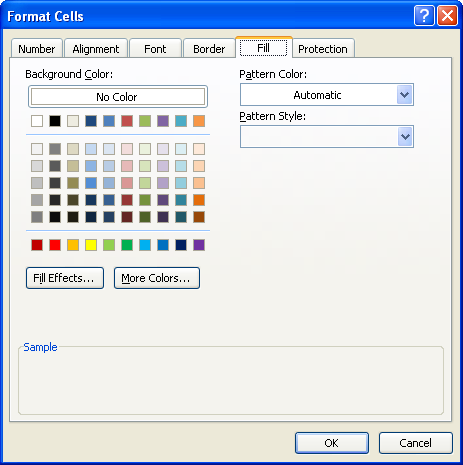 Format Cells
Number Alignment Font Border Fill Protection
Background Color: Pattern Color:
No Color Automatic
Pattern Style:
Fill Effects... More Colors...
Sample
OK Cancel